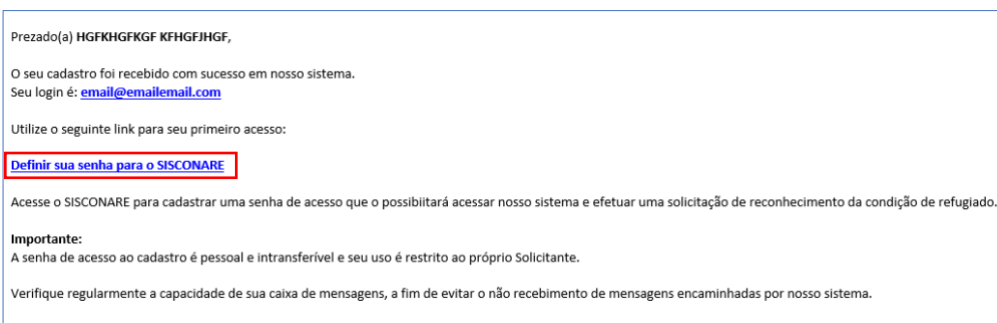 Prezado(a) HGFKHGFKGF KFHGFJHGF,
O seu cadastro foi recebido com sucesso em nosso sistema.
Seu login é: email@emailemail.com
Utilize o seguinte link para seu primeiro acesso:
Definir sua senha para o SISCONARE
Acesse o SISCONARE para cadastrar uma senha de acesso que o possibiitará acessar nosso sistema e efetuar uma solicitação de reconhecimento da condição de refugiado.
Importante:
A senha de acesso ao cadastro é pessoal e intransferível e seu uso é restrito ao próprio Solicitante.
Verifique regularmente a capacidade de sua caixa de mensagens, a fim de evitar o não recebimento de mensagens encaminhadas por nosso sistema.